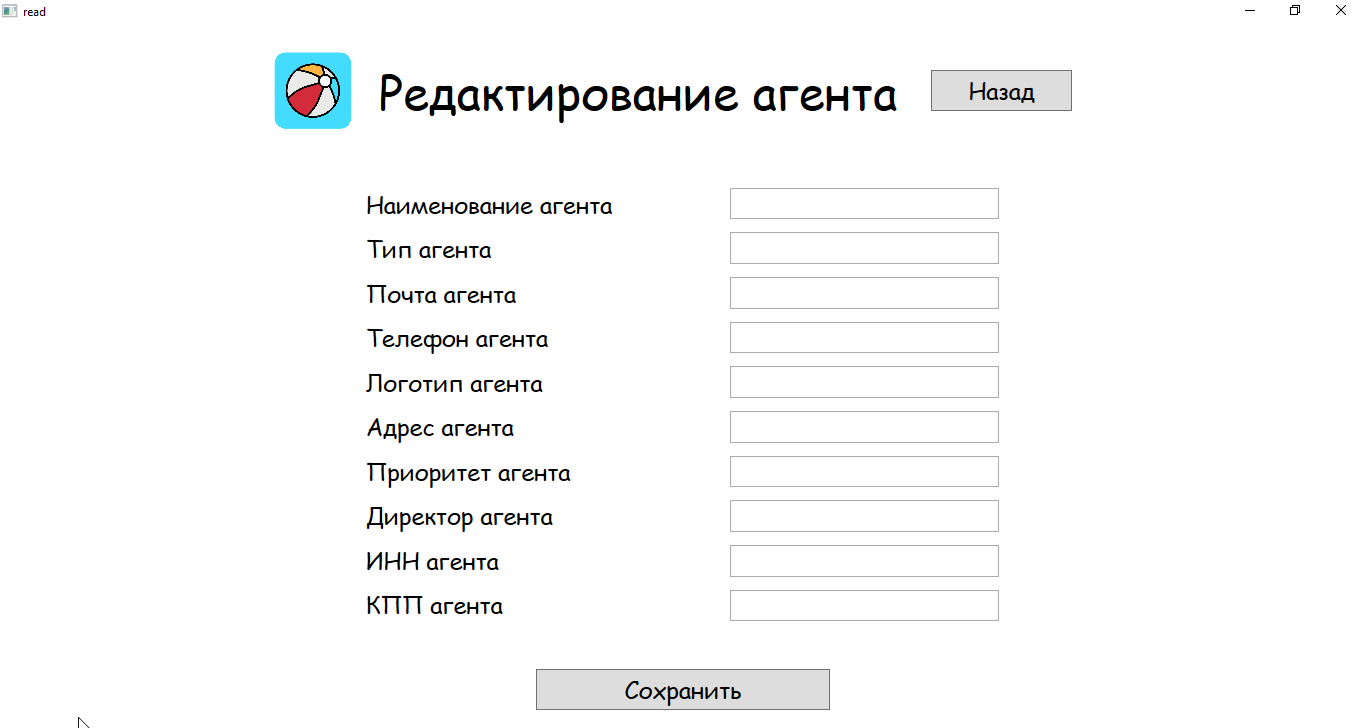 read
Редактирование агента
Назад
Наименование агента
Тип агента
Почта агента
Телефон агента
Логотип агента
Адрес агента
Приоритет агента
Директор агента
ИНН агента
КПП агента
Сохранить